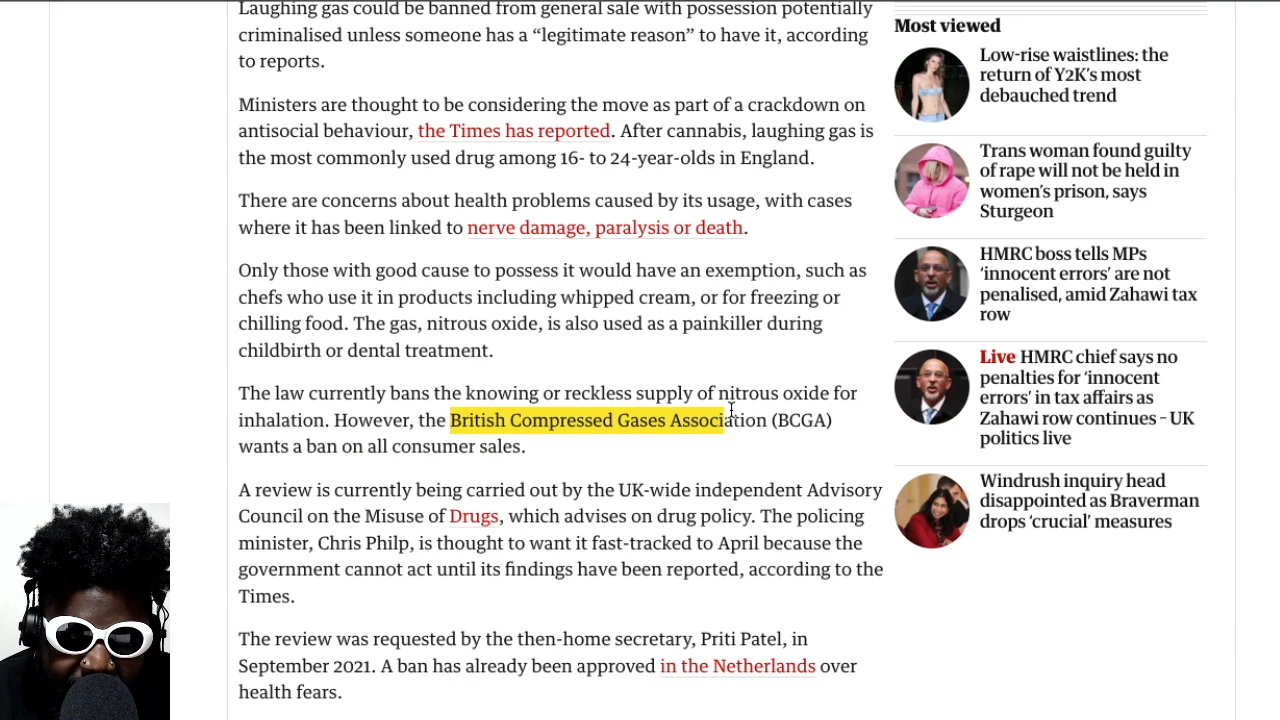 Laughing gas could be banned from general sale with possession potentially
criminalised unless someone has a “legitimate reason” to have it, according
to reports.
Ministers are thought to be considering the move as part of a crackdown on
antisocial behaviour, the Times has reported. After cannabis, laughing gas is
the most commonly used drug among 16- to 24-year-olds in England.
There are concerns about health problems caused by its usage, with cases
where it has been linked to nerve damage, paralysis or death.
Only those with good cause to possess it would have an exemption, such as
chefs who use it in products including whipped cream, or for freezing or
chilling food. The gas, nitrous oxide, is also used as a painkiller during
childbirth or dental treatment.
The law currently bans the knowing or reckless supply of nitrous oxide for
inhalation. However, the British Compressed Gases Association (BCGA)
wants a ban on all consumer sales.
A review is currently being carried out by the UK-wide independent Advisory
Council on the Misuse of Drugs, which advises on drug policy. The policing
minister, Chris Philp, is thought to want it fast-tracked to April because the
government cannot act until its findings have been reported, according to the
Times.
The review was requested by the then-home secretary, Priti Patel, in
September 2021. A ban has already been approved in the Netherlands over
health fears.
Most viewed
Low-rise waistlines: the
return of Y2K’s most
debauched trend
Trans woman found guilty
of rape will not be held in
women’s prison, says
Sturgeon
HMRC boss tells MPs
‘innocent errors’ are not
penalised, amid Zahawi tax
row
Live HMRC chief says no
penalties for ‘innocent
errors’ in tax affairs as
Zahawi row continues – UK
politics live
Windrush inquiry head
disappointed as Braverman
drops ‘crucial’ measures